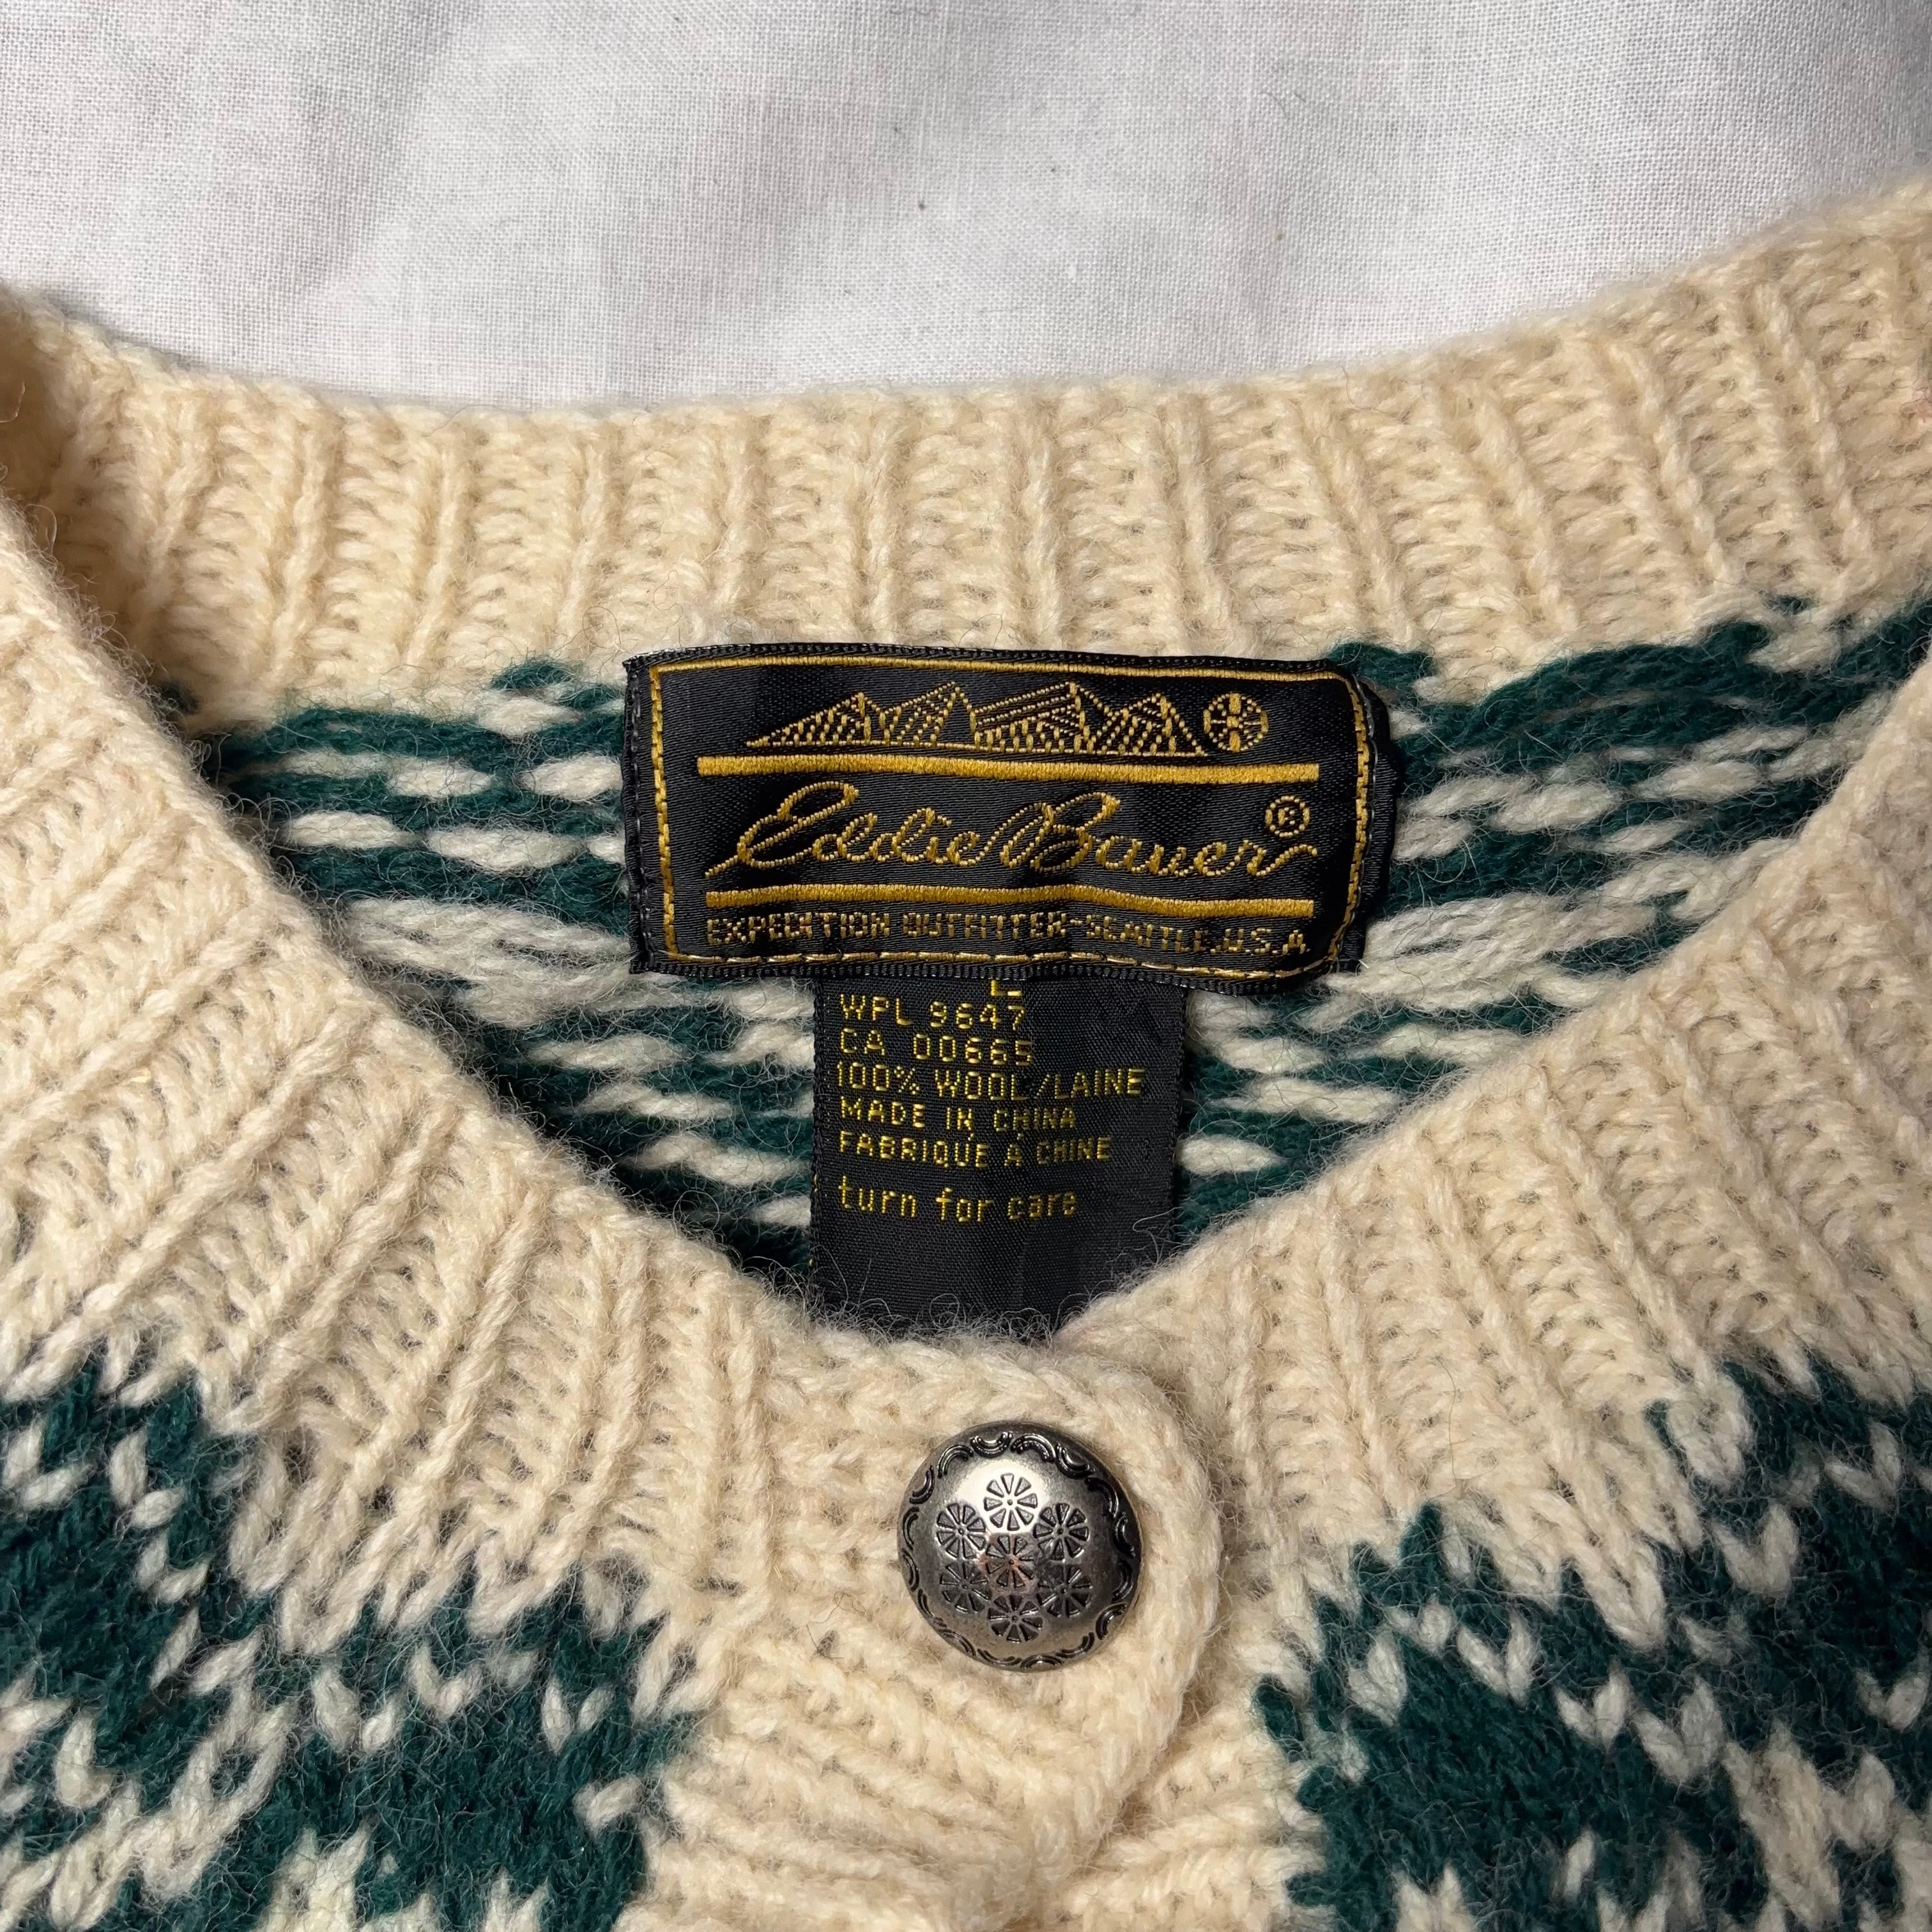 Eddie Bauer ®
EXPEDITION OUTFITTER-SEATTLE, U.S.A
L
WPL 9647
CA 00665
100% WOOL/LAINE
MADE IN CHINA
FABRIQUÉ À CHINE
turn for care